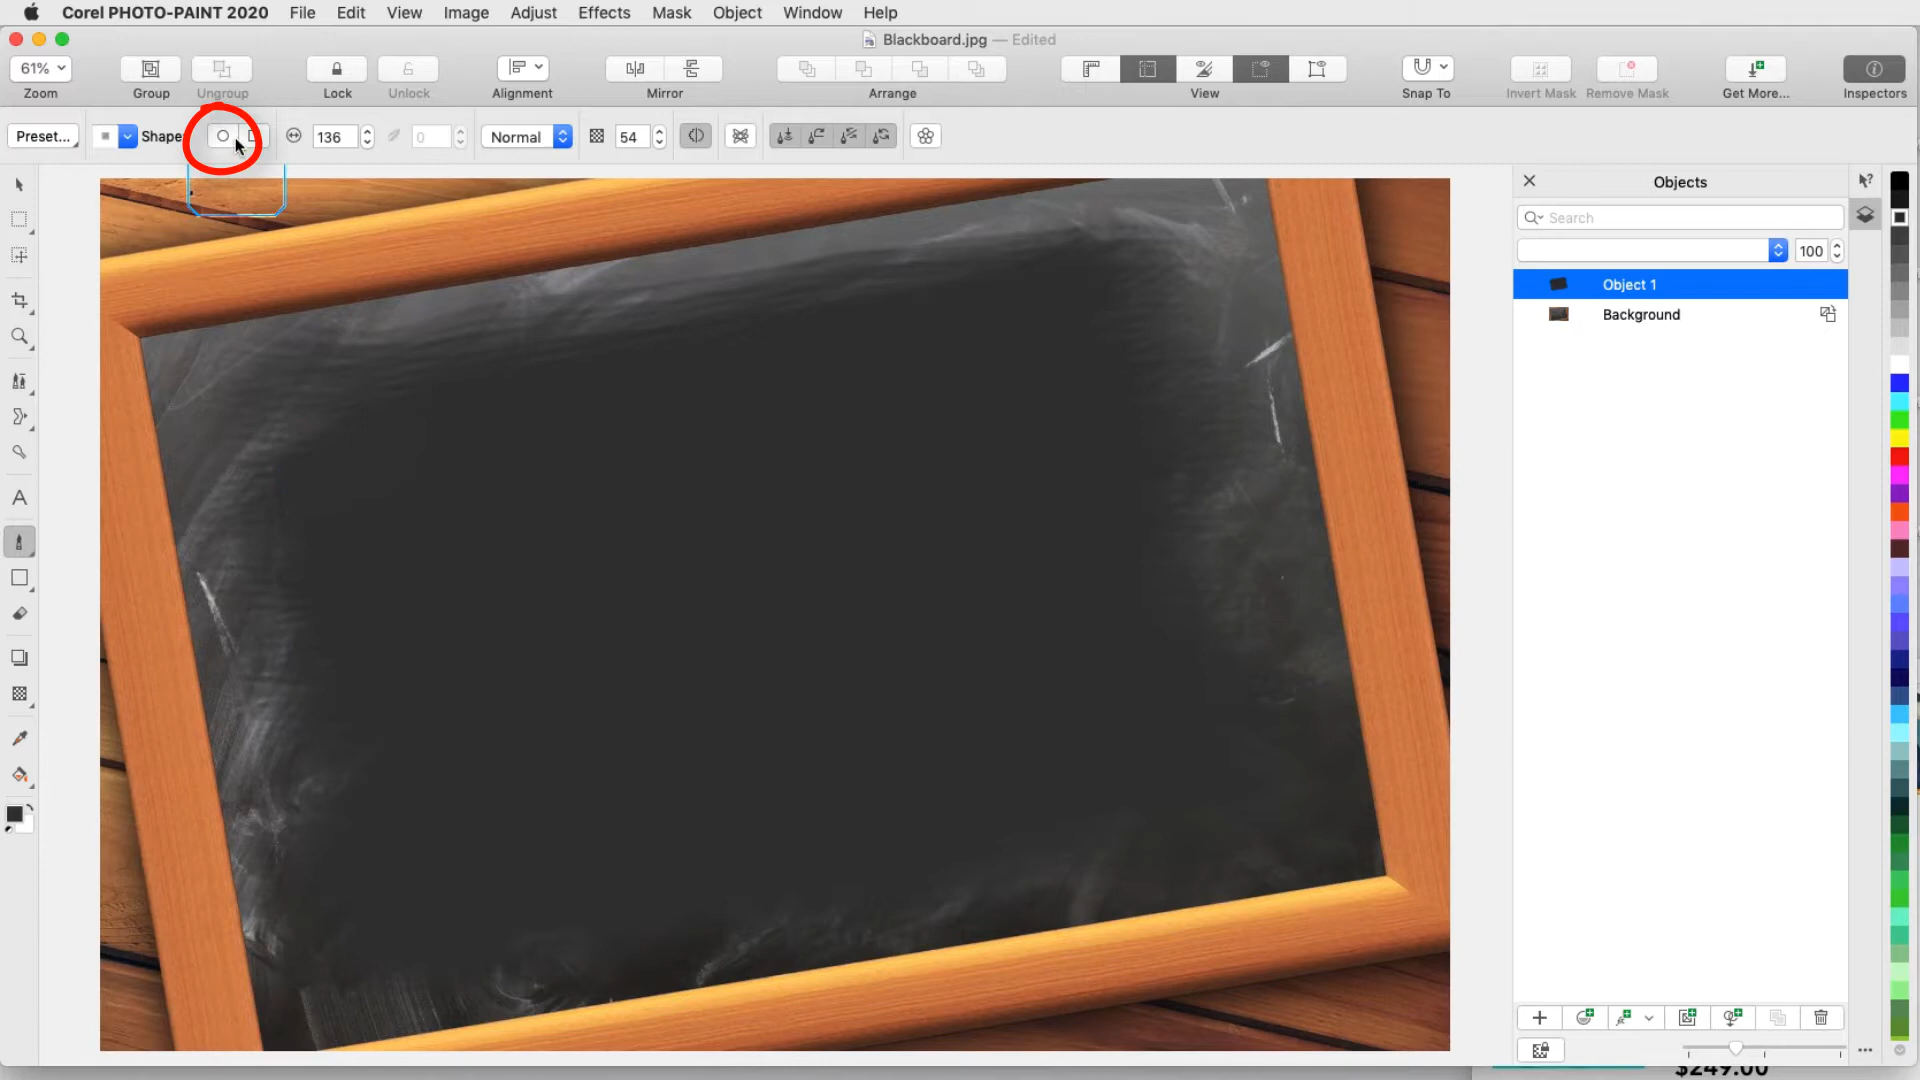 Corel PHOTO-PAINT 2020 File Edit View Image Adjust Effects Mask Object Window Help
Blackboard.jpg — Edited
61%
Zoom Group Ungroup Lock Unlock Alignment Mirror Arrange View Snap To Invert Mask Remove Mask Get More... Inspectors
Preset... Shape 136 0 Normal 54
Objects
Search
100
Object 1
Background
$249.00